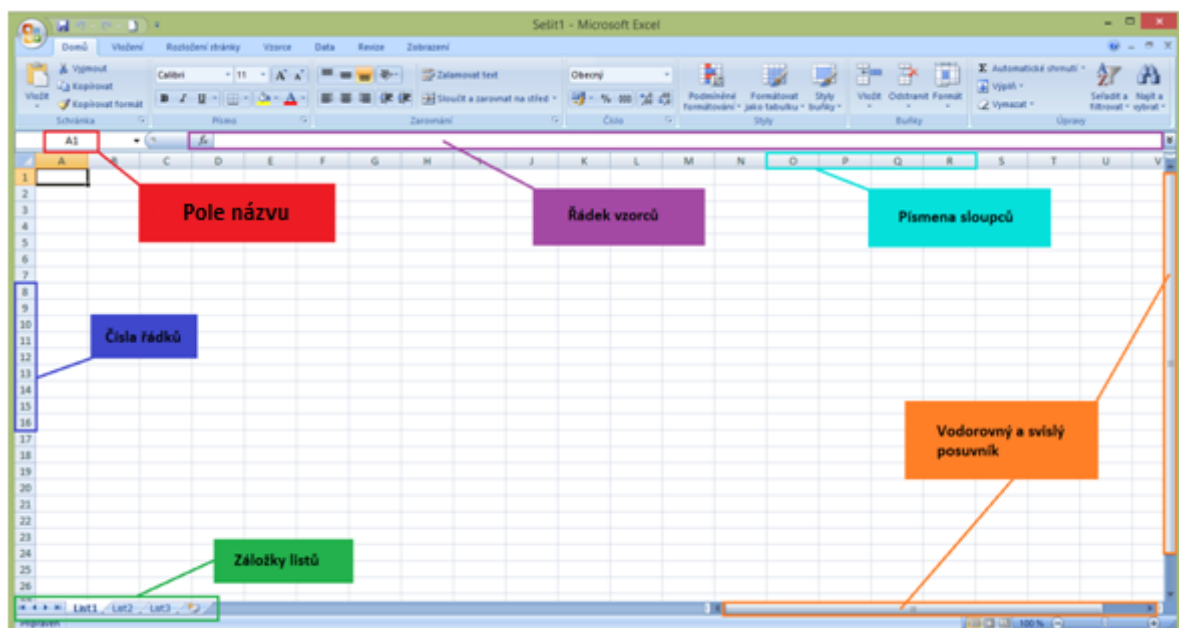 Sešit1 - Microsoft Excel
Domů Vložení Rozložení stránky Vzorce Data Revize Zobrazení
Vložit
Vyjmout
Kopírovat
Kopírovat formát
Schránka
Calibri 11
B I U
Písmo
Zalamovat text
Sloučit a zarovnat na střed
Zarovnání
Obecný
% 000
Číslo
Podmíněné formátování
Formátovat jako tabulku
Styly buňky
Styly
Vložit Odstranit Formát
Buňky
Σ Automatické shrnutí
Výplň
Vymazat
Seřadit a filtrovat
Najít a vybrat
Úpravy
A1 fx
A B C D E F G H I J K L M N O P Q R S T U V
1
2
3
4
5
6
7
8
9
10
11
12
13
14
15
16
17
18
19
20
21
22
23
24
25
26
Pole názvu
Řádek vzorců
Písmena sloupců
Čísla řádků
Vodorovný a svislý
posuvník
Záložky listů
List1 List2 List3
Připraven 100 %